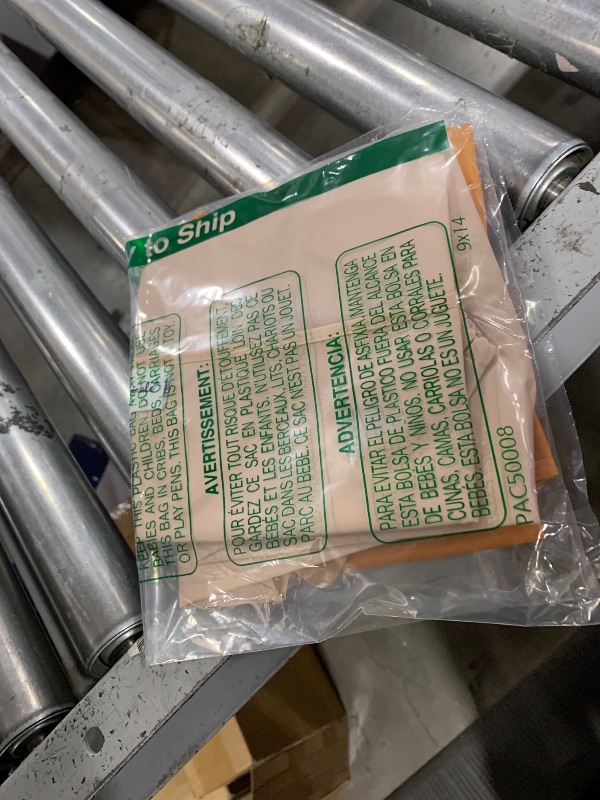 to Ship
THIS PLASTIC BAG AWAY
BABIES AND CHILDREN. DO NOT USE
THIS BAG IN CRIBS, BEDS, CARRIAGES
OR PLAY PENS. THIS BAG IS NOT A TOY.
AVERTISSEMENT:
POUR ÉVITER TOUT RISQUE D'ÉTOUFFEMENT,
GARDEZ CE SAC EN PLASTIQUE LOIN DES
BEBÉS ET LES ENFANTS. N'UTILISEZ PAS CE
SAC DANS LES BERCEAUX, LITS, CHARIOTS OU
PARC AU BEBÉ. CE SAC N'EST PAS UN JOUET.
ADVERTENCIA:
PARA EVITAR EL PELIGRO DE ASFIXIA MANTENGA
ESTA BOLSA DE PLASTICO FUERA DEL ALCANCE
DE BEBÉS Y NIÑOS. NO USAR ESTA BOLSA EN
CUNAS, CAMAS, CARRIOLAS O CORRALES PARA
BEBÉS. ESTA BOLSA NO ES UN JUGUETE.
PAC50008
9x14